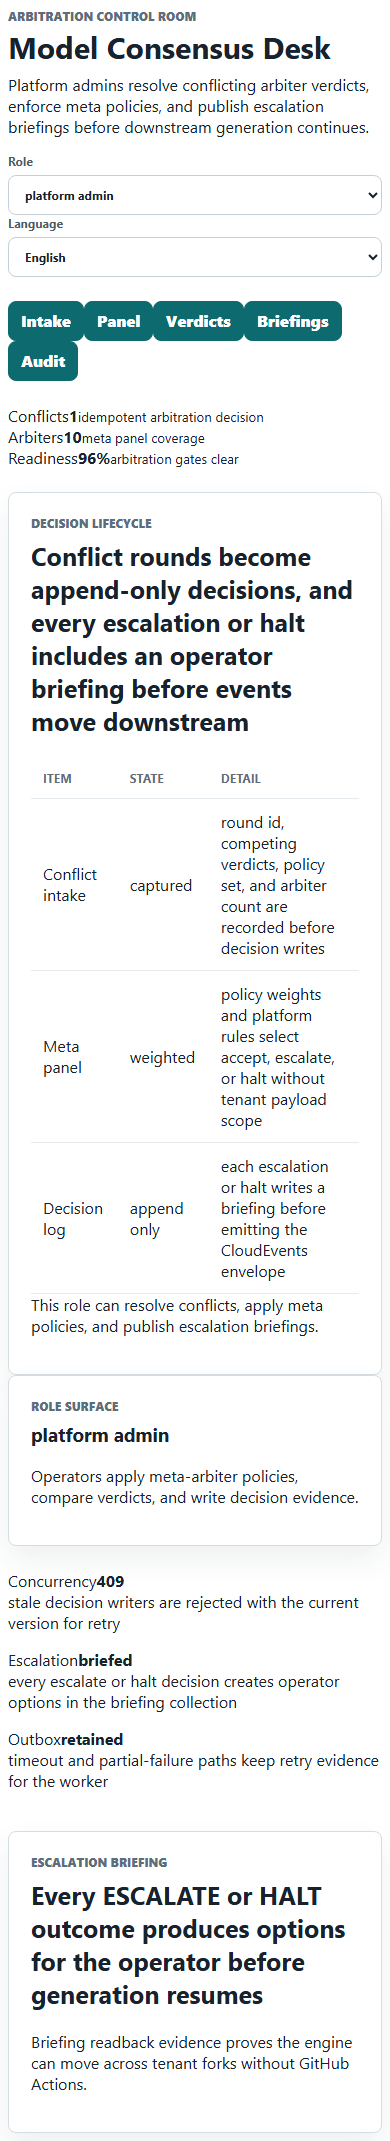 ARBITRATION CONTROL ROOM
Model Consensus Desk
Platform admins resolve conflicting arbiter verdicts,
enforce meta policies, and publish escalation
briefings before downstream generation continues.
Role
platform admin
Language
English
Intake
Panel
Verdicts
Briefings
Audit
Conflicts1idempotent arbitration decision
Arbiters10meta panel coverage
Readiness96%arbitration gates clear
DECISION LIFECYCLE
Conflict rounds become
append-only decisions, and
every escalation or halt
includes an operator
briefing before events
move downstream
ITEM STATE DETAIL
Conflict
intake
captured
round id,
competing
verdicts, policy
set, and arbiter
count are
recorded before
decision writes
Meta
panel
weighted
policy weights
and platform
rules select
accept, escalate,
or halt without
tenant payload
scope
Decision
log
append
only
each escalation
or halt writes a
briefing before
emitting the
CloudEvents
envelope
This role can resolve conflicts, apply meta
policies, and publish escalation briefings.
ROLE SURFACE
platform admin
Operators apply meta-arbiter policies,
compare verdicts, and write decision evidence.
Concurrency409
stale decision writers are rejected with the current
version for retry
Escalationbriefed
every escalate or halt decision creates operator
options in the briefing collection
Outboxretained
timeout and partial-failure paths keep retry evidence
for the worker
ESCALATION BRIEFING
Every ESCALATE or HALT
outcome produces options
for the operator before
generation resumes
Briefing readback evidence proves the engine
can move across tenant forks without GitHub
Actions.